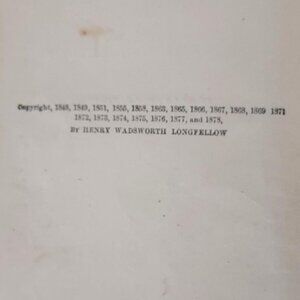 Copyright, 1848, 1849, 1851, 1855, 1858, 1863, 1865, 1866, 1867, 1868, 1869 1871
1872, 1873, 1874, 1875, 1876, 1877, and 1878,
BY HENRY WADSWORTH LONGFELLOW